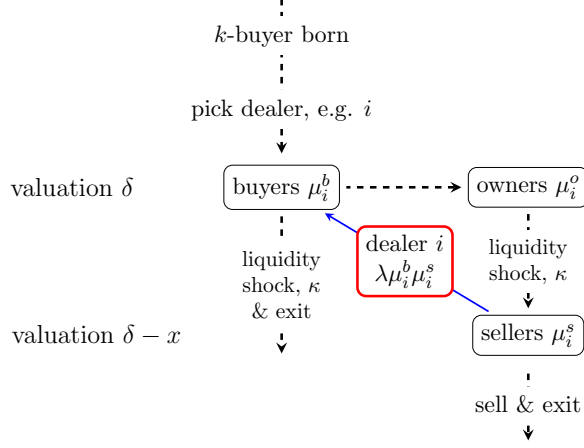 k-buyer born
pick dealer, e.g. i
valuation δ
buyers μ_i^b
owners μ_i^o
dealer i
λμ_i^bμ_i^s
liquidity
shock, κ
& exit
liquidity
shock, κ
valuation δ − x
sellers μ_i^s
sell & exit